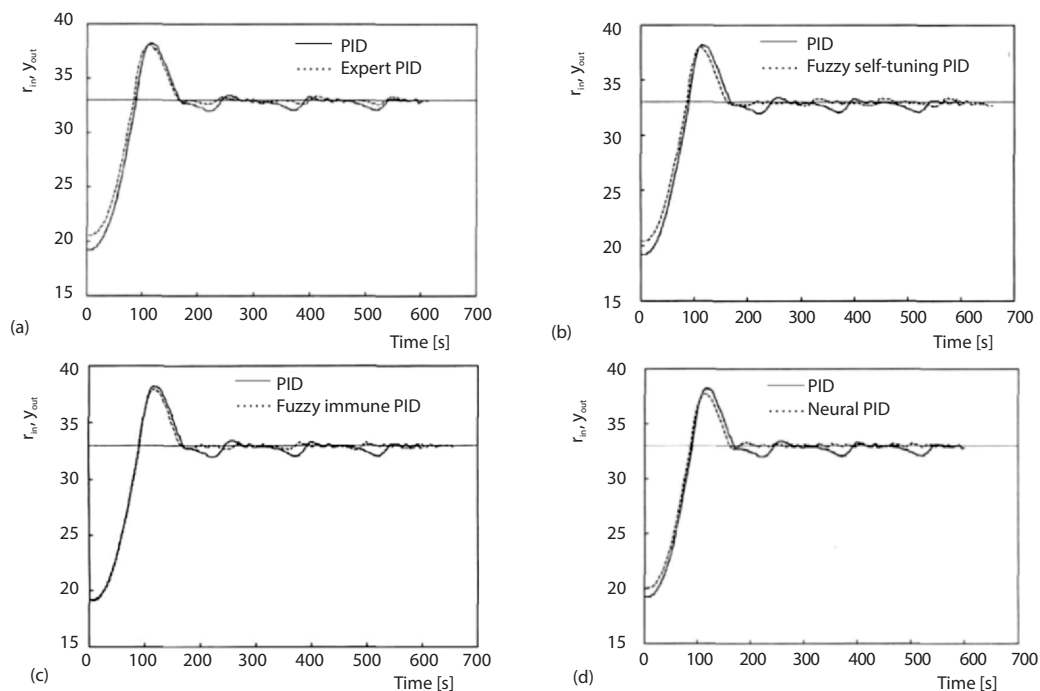 40
35
30
25
20
15
r_in, y_out
PID
Expert PID
0 100 200 300 400 500 600 700
Time [s]
(a)
40
35
30
25
20
15
r_in, y_out
PID
Fuzzy self-tuning PID
0 100 200 300 400 500 600 700
Time [s]
(b)
40
35
30
25
20
15
r_in, y_out
PID
Fuzzy immune PID
0 100 200 300 400 500 600 700
Time [s]
(c)
40
35
30
25
20
15
r_in, y_out
PID
Neural PID
0 100 200 300 400 500 600 700
Time [s]
(d)